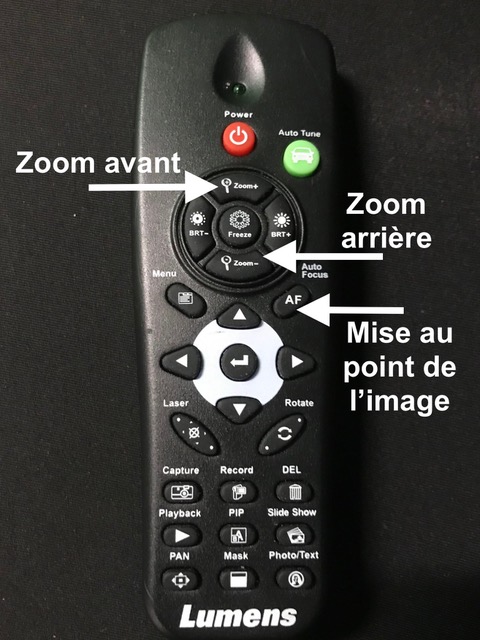 Power
Auto Tune
Zoom avant
Zoom+
BRT-
Freeze
BRT+
Zoom
arrière
Zoom-
Auto
Focus
Menu
AF
Mise au
point de
l'image
Laser
Rotate
Capture Record DEL
Playback PIP Slide Show
A
PAN Mask Photo/Text
Lumens